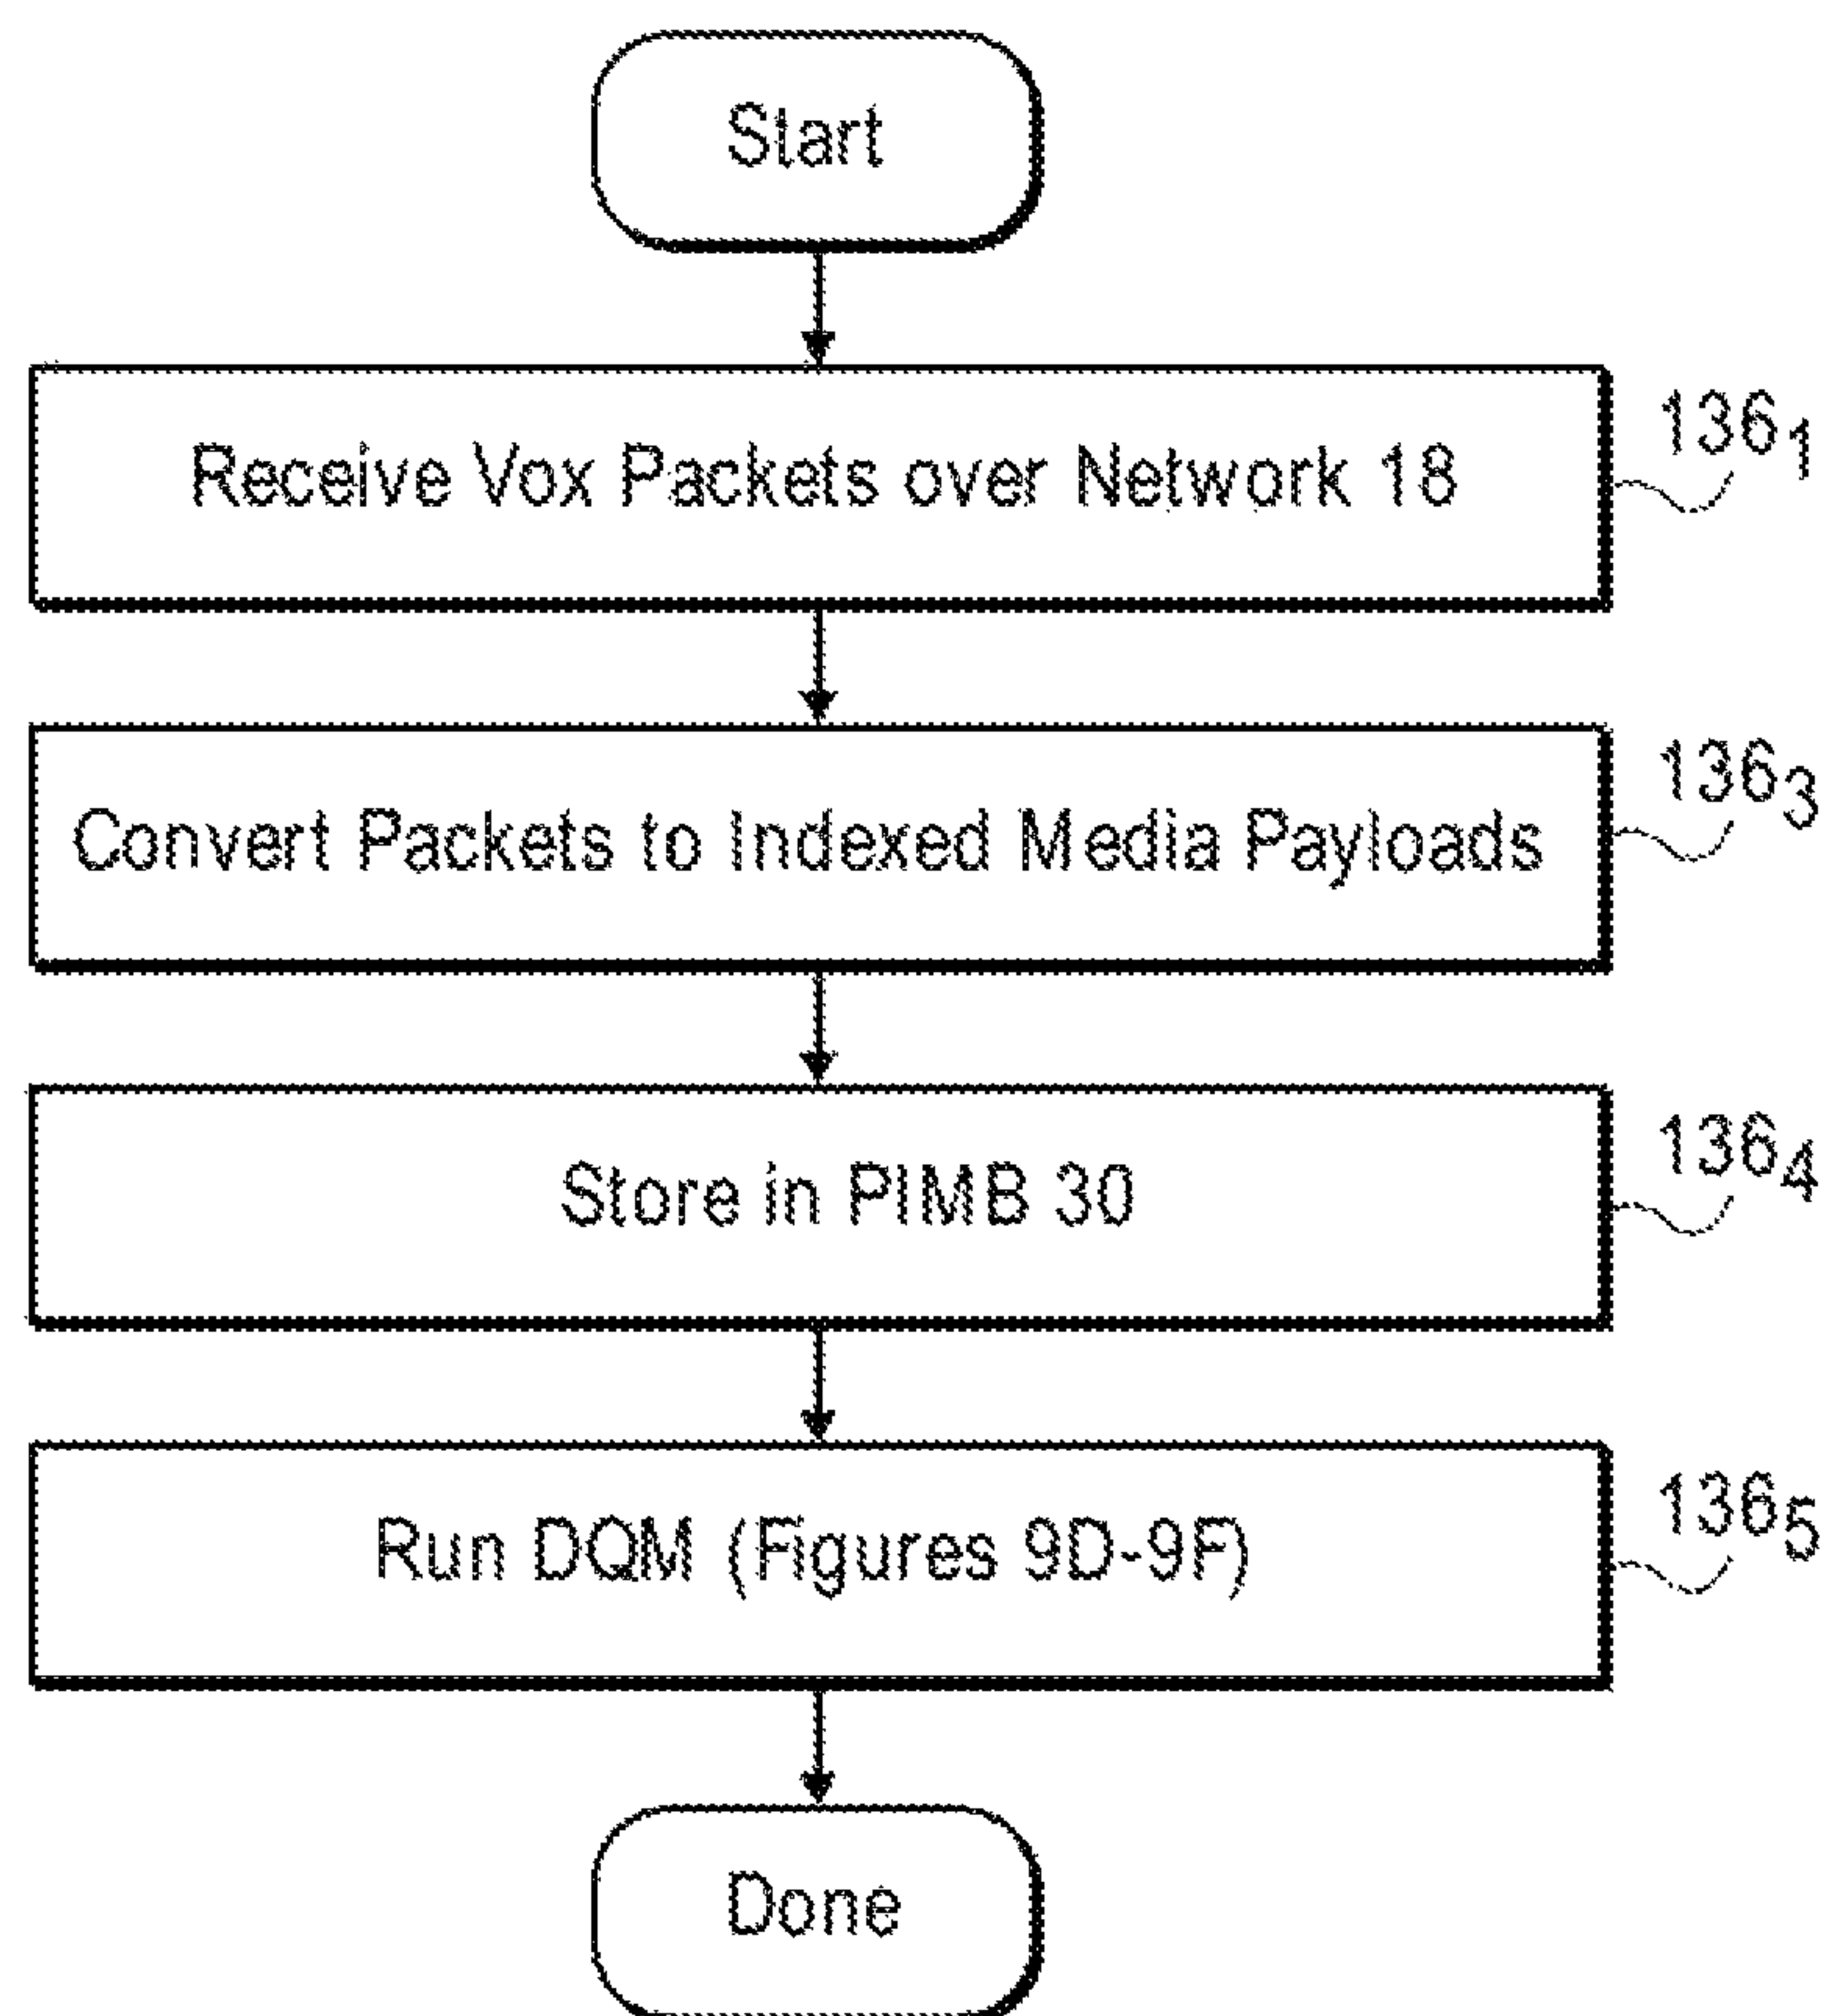 Start
Receive Vox Packets over Network 18
136₁
Convert Packets to Indexed Media Payloads
136₃
Store in PIMB 30
136₄
Run DQM (Figures 9D-9F)
136₅
Done